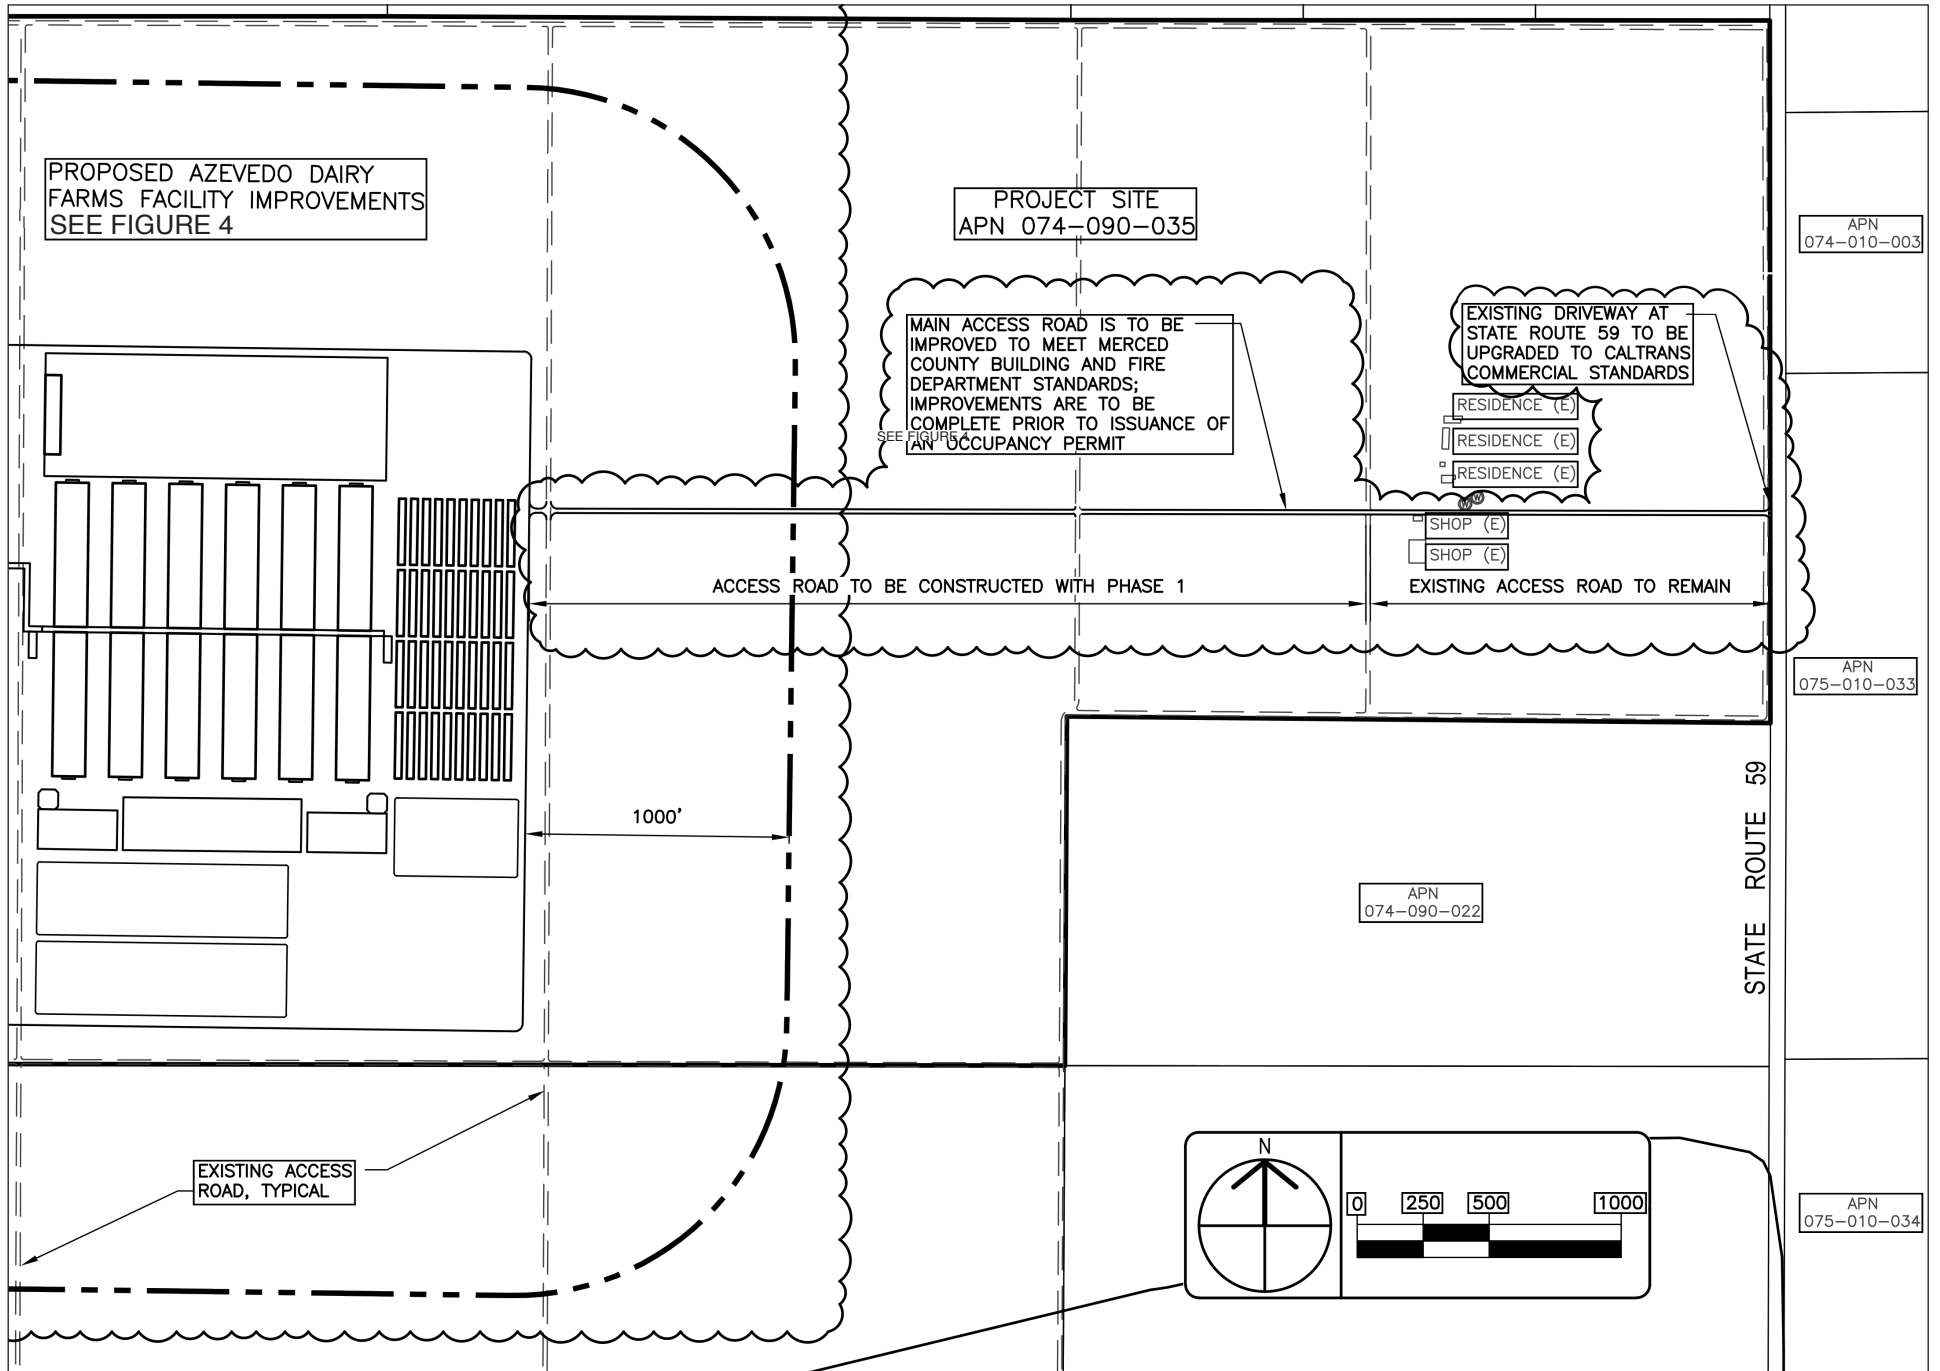 PROPOSED AZEVEDO DAIRY
FARMS FACILITY IMPROVEMENTS
SEE FIGURE 4
PROJECT SITE
APN 074-090-035
APN
074-010-003
MAIN ACCESS ROAD IS TO BE
IMPROVED TO MEET MERCED
COUNTY BUILDING AND FIRE
DEPARTMENT STANDARDS;
IMPROVEMENTS ARE TO BE
COMPLETE PRIOR TO ISSUANCE OF
AN OCCUPANCY PERMIT
SEE FIGURE 4
EXISTING DRIVEWAY AT
STATE ROUTE 59 TO BE
UPGRADED TO CALTRANS
COMMERCIAL STANDARDS
RESIDENCE (E)
RESIDENCE (E)
RESIDENCE (E)
W W
SHOP (E)
SHOP (E)
ACCESS ROAD TO BE CONSTRUCTED WITH PHASE 1
EXISTING ACCESS ROAD TO REMAIN
APN
075-010-033
1000'
STATE ROUTE 59
APN
074-090-022
EXISTING ACCESS
ROAD, TYPICAL
N
0 250 500 1000
APN
075-010-034